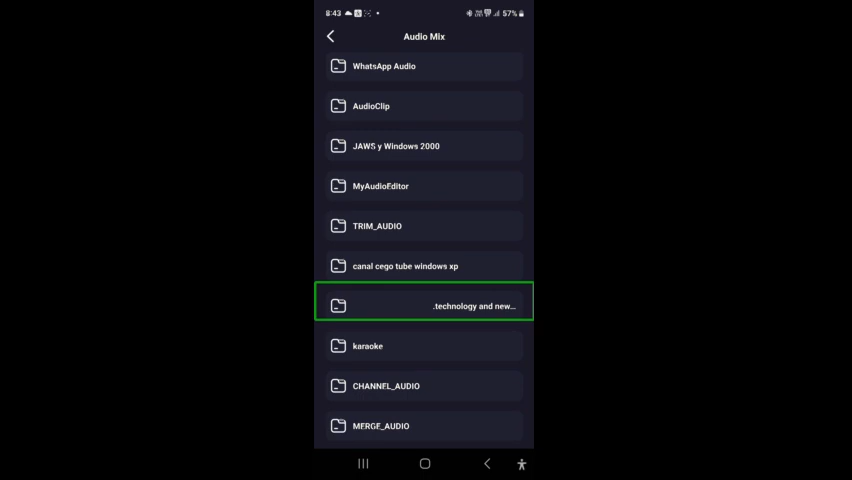 8:43
57%
Audio Mix
WhatsApp Audio
AudioClip
JAWS y Windows 2000
MyAudioEditor
TRIM_AUDIO
canal cego tube windows xp
.technology and new...
karaoke
CHANNEL_AUDIO
MERGE_AUDIO